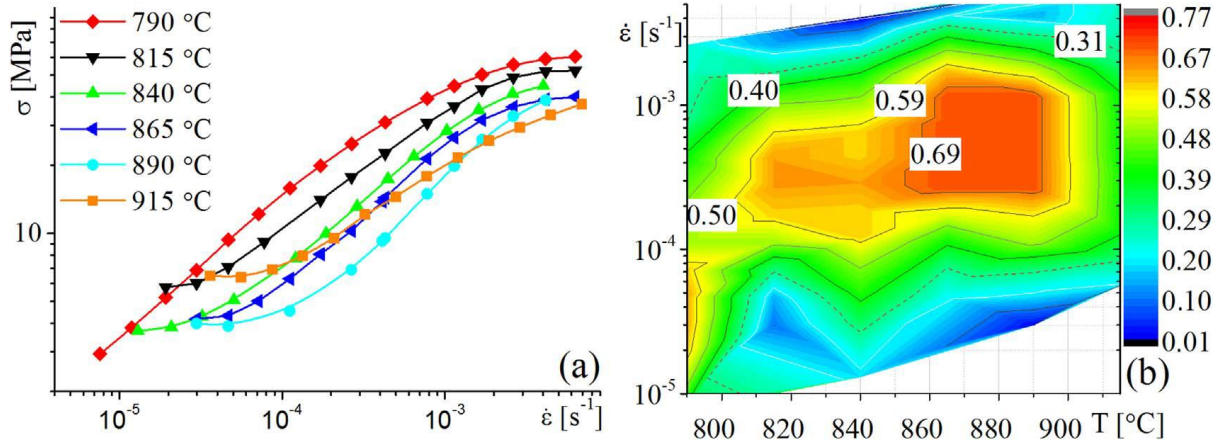 σ [MPa]
790 °C
815 °C
840 °C
865 °C
890 °C
915 °C
10
(a)
10⁻⁵
10⁻⁴
10⁻³
ε̇ [s⁻¹]
ε̇ [s⁻¹]
10⁻³
10⁻⁴
10⁻⁵
0.31
0.40
0.59
0.69
0.50
800
820
840
860
880
900
T [°C]
(b)
0.77
0.68
0.58
0.49
0.39
0.29
0.20
0.10
0.01